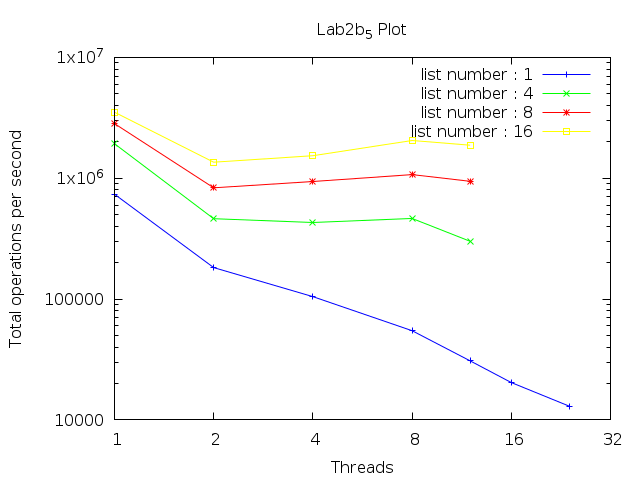 Lab2b5 Plot
1x10^7
list number : 1
list number : 4
list number : 8
list number : 16
1x10^6
Total operations per second
100000
10000
1 2 4 8 16 32
Threads